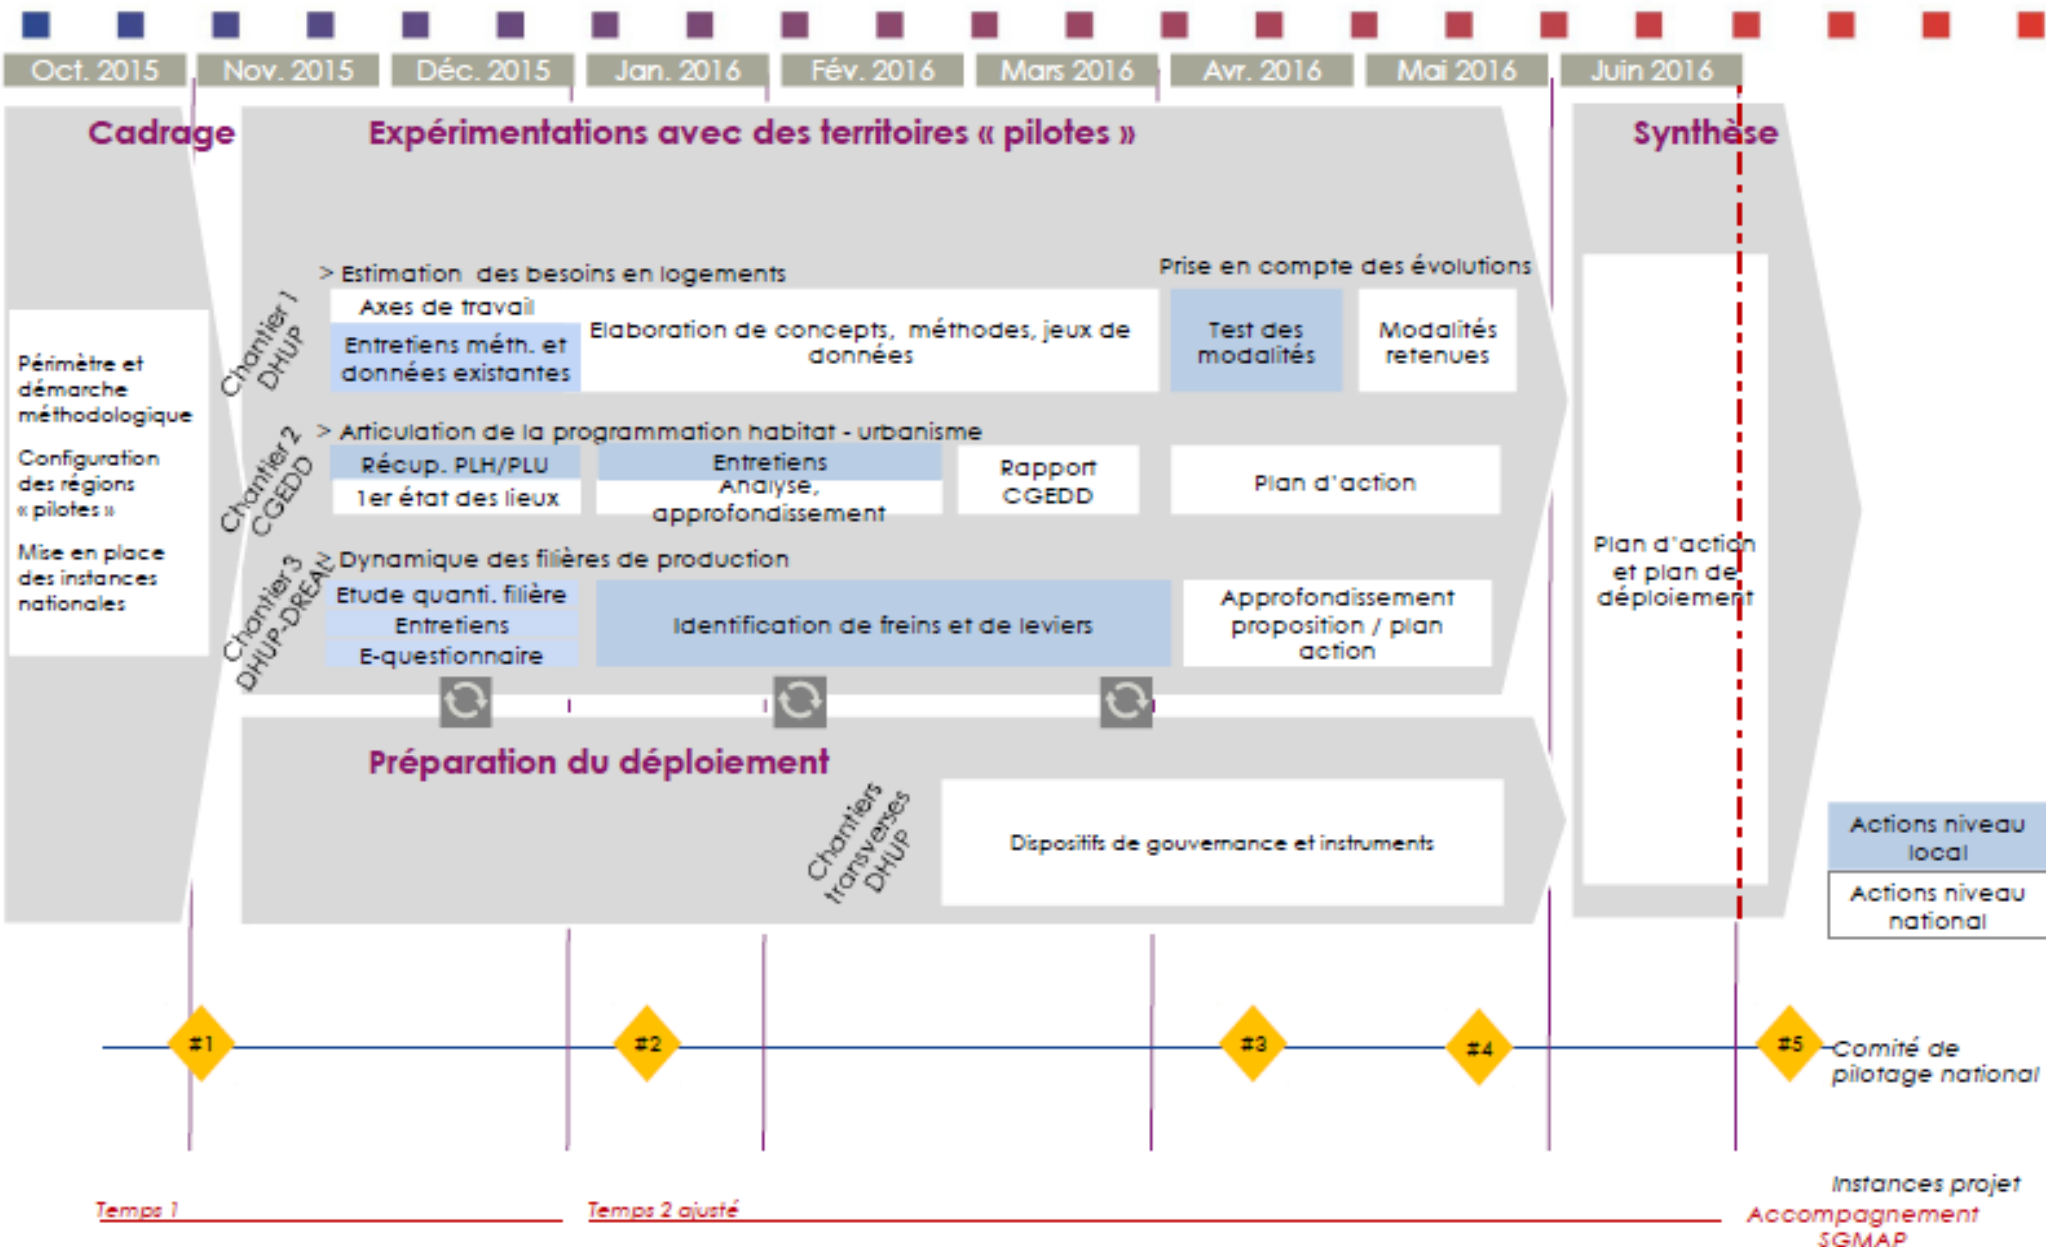 Oct. 2015
Nov. 2015
Déc. 2015
Jan. 2016
Fév. 2016
Mars 2016
Avr. 2016
Mai 2016
Juin 2016
Cadrage
Expérimentations avec des territoires « pilotes »
Synthèse
Périmètre et
démarche
méthodologique
Configuration
des régions
« pilotes »
Mise en place
des instances
nationales
Chantier 1
DHUP
> Estimation des besoins en logements
Prise en compte des évolutions
Axes de travail
Entretiens méth. et
données existantes
Elaboration de concepts, méthodes, jeux de
données
Test des
modalités
Modalités
retenues
Chantier 2
CGEDD
> Articulation de la programmation habitat - urbanisme
Récup. PLH/PLU
1er état des lieux
Entretiens
Analyse,
approfondissement
Rapport
CGEDD
Plan d'action
Chantier 3
DHUP-DREAL
> Dynamique des filières de production
Etude quanti. filière
Entretiens
E-questionnaire
Identification de freins et de leviers
Approfondissement
proposition / plan
action
Plan d'action
et plan de
déploiement
Préparation du déploiement
Chantiers
transverses
DHUP
Dispositifs de gouvernance et instruments
Actions niveau
local
Actions niveau
national
#1
#2
#3
#4
#5
Comité de
pilotage national
Instances projet
Temps 1
Temps 2 ajusté
Accompagnement
SGMAP